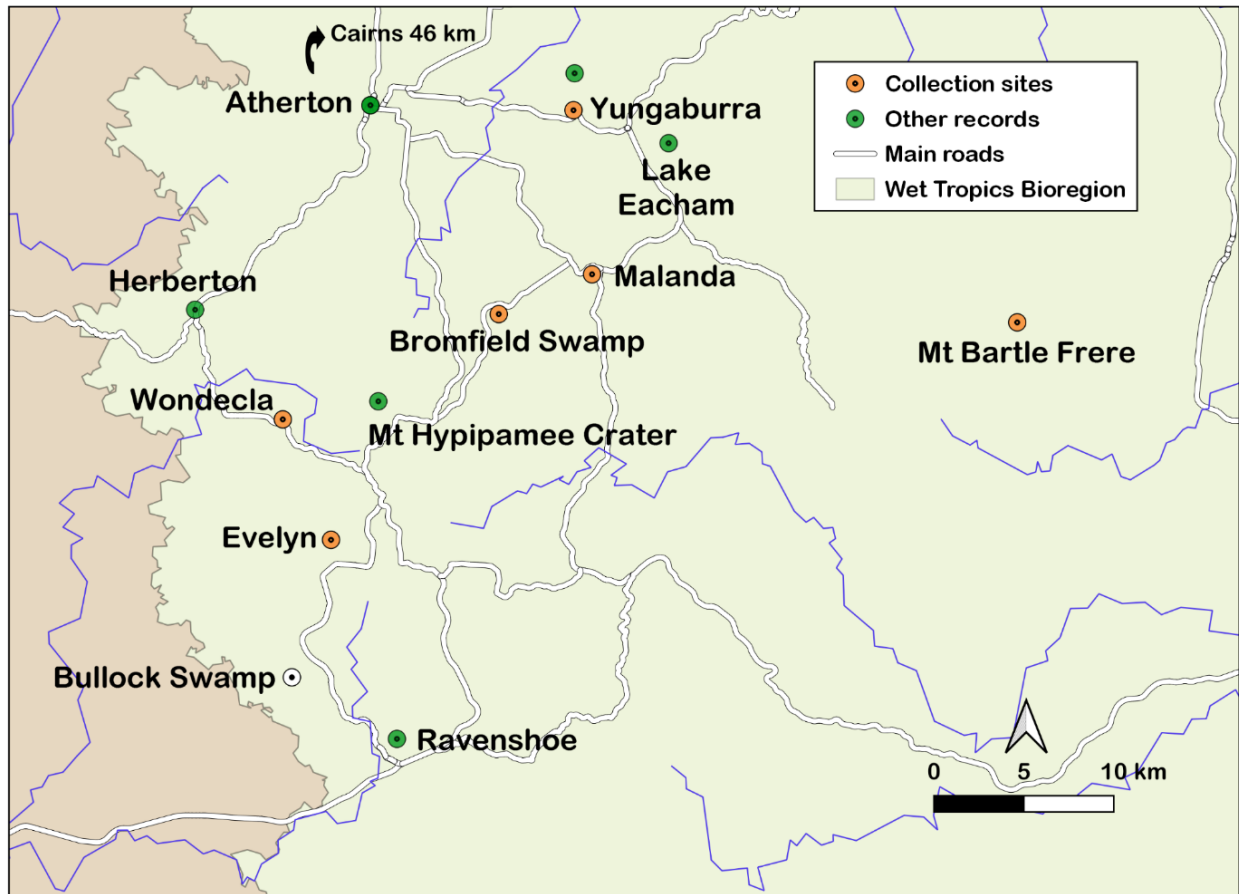 Cairns 46 km
Atherton
Yungaburra
Lake
Eacham
Collection sites
Other records
Main roads
Wet Tropics Bioregion
Herberton
Malanda
Bromfield Swamp
Mt Bartle Frere
Wondecla
Mt Hypipamee Crater
Evelyn
Bullock Swamp
Ravenshoe
0 5 10 km